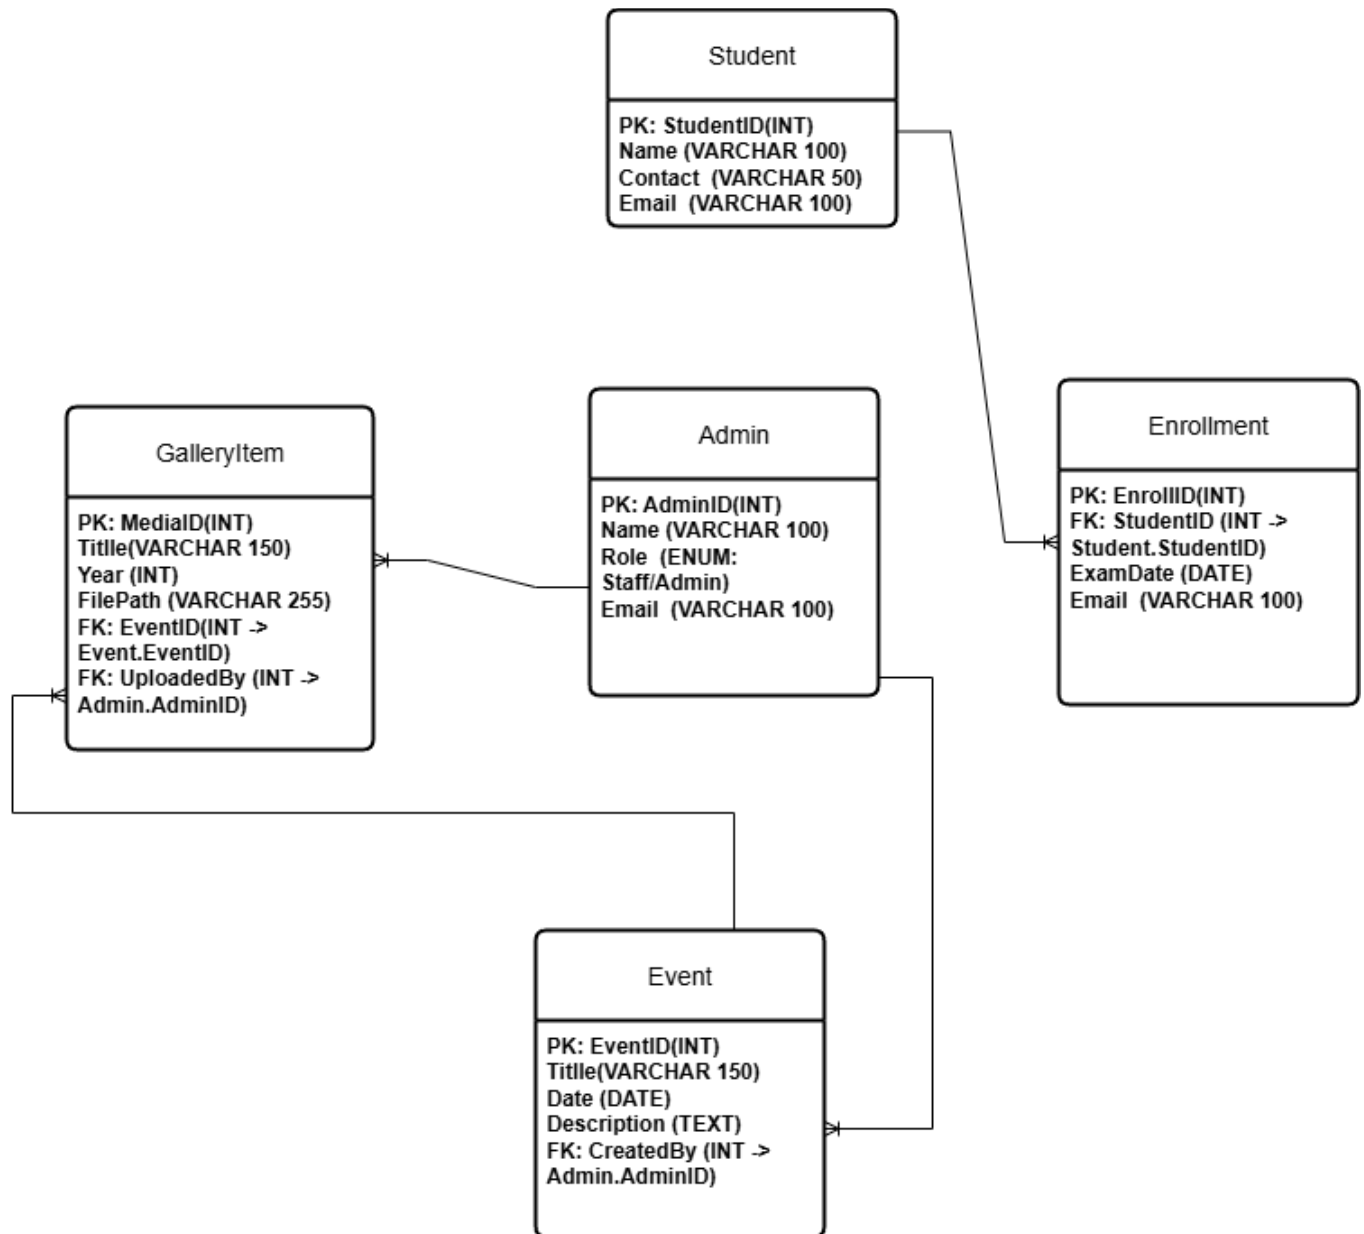 Student
PK: StudentID(INT)
Name (VARCHAR 100)
Contact  (VARCHAR 50)
Email  (VARCHAR 100)
GalleryItem
PK: MediaID(INT)
Titlle(VARCHAR 150)
Year (INT)
FilePath (VARCHAR 255)
FK: EventID(INT ->
Event.EventID)
FK: UploadedBy (INT ->
Admin.AdminID)
Admin
PK: AdminID(INT)
Name (VARCHAR 100)
Role  (ENUM:
Staff/Admin)
Email  (VARCHAR 100)
Enrollment
PK: EnrollID(INT)
FK: StudentID (INT ->
Student.StudentID)
ExamDate (DATE)
Email  (VARCHAR 100)
Event
PK: EventID(INT)
Titlle(VARCHAR 150)
Date (DATE)
Description (TEXT)
FK: CreatedBy (INT ->
Admin.AdminID)